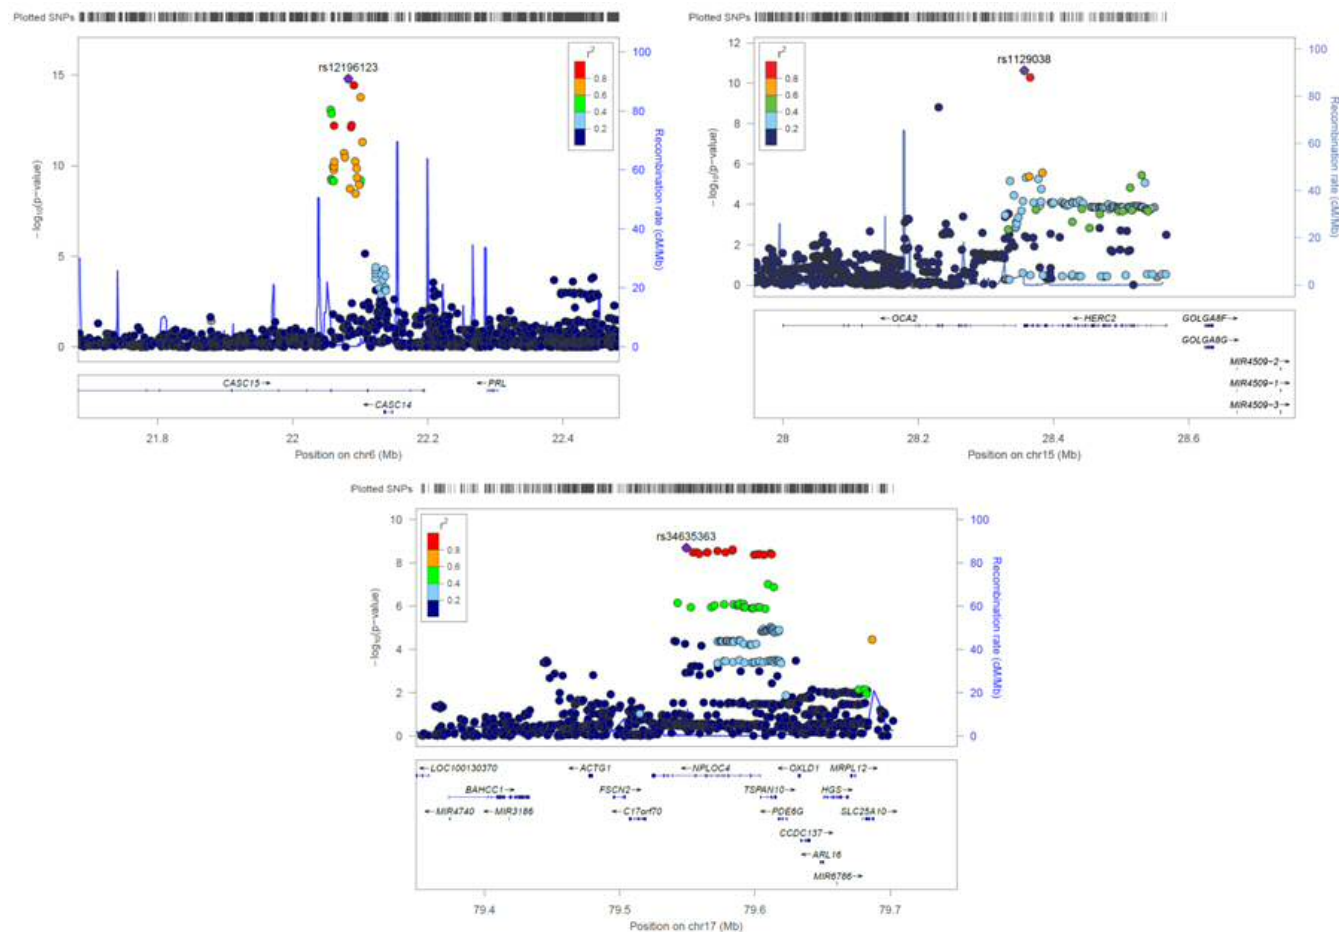 Plotted SNPs
rs12196123
r²
0.8
0.6
0.4
0.2
− log₁₀(p−value)
15
10
5
0
Recombination rate (cM/Mb)
100
80
60
40
20
0
CASC15→
←PRL
←CASC14
21.8 22 22.2 22.4
Position on chr6 (Mb)
Plotted SNPs
rs1129038
r²
0.8
0.6
0.4
0.2
− log₁₀(p−value)
12
10
8
6
4
2
0
Recombination rate (cM/Mb)
100
80
60
40
20
0
←OCA2 ←HERC2 GOLGA8F→
GOLGA8G→
MIR4509−2→
MIR4509−1→
MIR4509−3→
28 28.2 28.4 28.6
Position on chr15 (Mb)
Plotted SNPs
rs34635363
r²
0.8
0.6
0.4
0.2
− log₁₀(p−value)
10
8
6
4
2
0
Recombination rate (cM/Mb)
100
80
60
40
20
0
←LOC100130370 ←ACTG1 ←NPLOC4 ←OXLD1 MRPL12→
BAHCC1→ FSCN2→ TSPAN10→ HGS→
←MIR4740 ←MIR3186 ←C17orf70 ←PDE6G SLC25A10→
CCDC137→
←ARL16
MIR6786→
79.4 79.5 79.6 79.7
Position on chr17 (Mb)